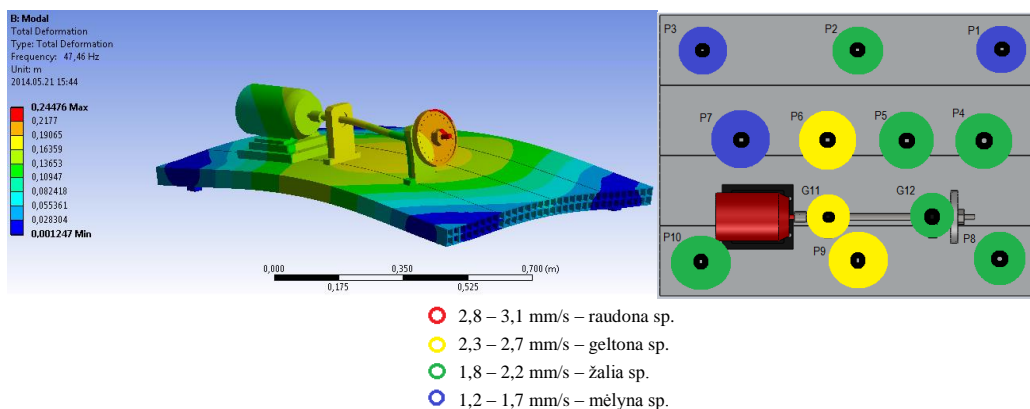 B: Modal
Total Deformation
Type: Total Deformation
Frequency: 47,46 Hz
Unit: m
2014.05.21 15:44
0,24476 Max
0,2177
0,19065
0,16359
0,13653
0,10947
0,082418
0,055361
0,028304
0,001247 Min
0,000
0,350
0,700 (m)
0,175
0,525
P3
P2
P1
P7
P6
P5
P4
G11
G12
P10
P9
P8
2,8 – 3,1 mm/s – raudona sp.
2,3 – 2,7 mm/s – geltona sp.
1,8 – 2,2 mm/s – žalia sp.
1,2 – 1,7 mm/s – mėlyna sp.